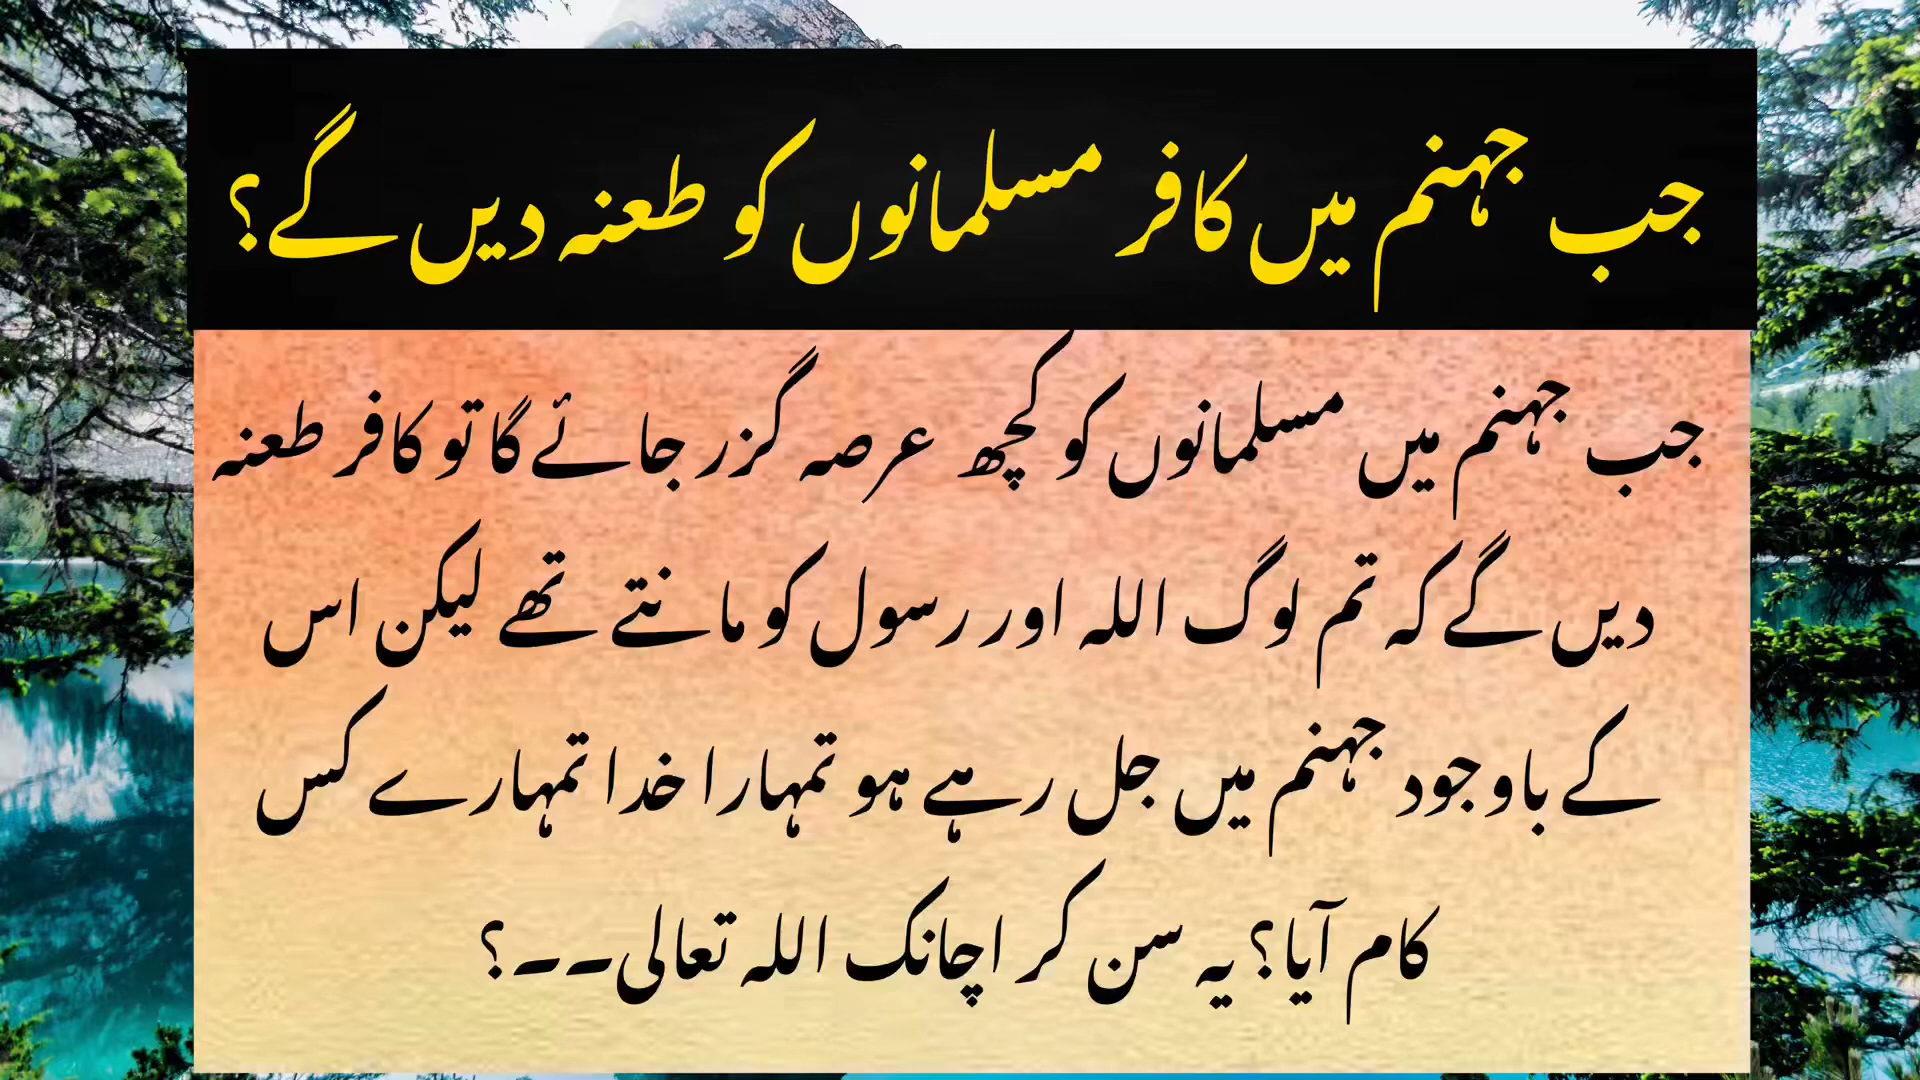 جب جہنم میں کافر مسلمانوں کو طعنہ دیں گے؟
جب جہنم میں مسلمانوں کو کچھ عرصہ گزر جائے گا تو کافر طعنہ
دیں گے کہ تم لوگ اللہ اور رسول کو مانتے تھے لیکن اس
کے باوجود جہنم میں جل رہے ہو تمہارا خدا تمہارے کس
کام آیا؟ یہ سن کر اچانک اللہ تعالی۔۔؟